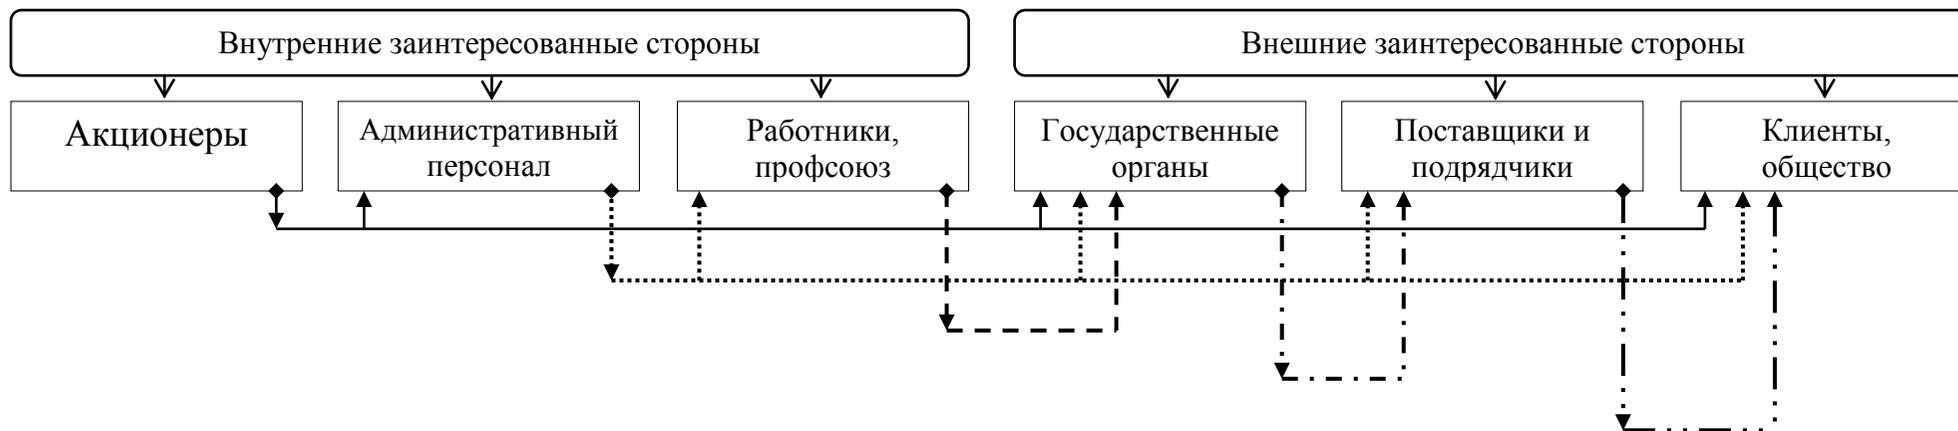 Внутренние заинтересованные стороны
Внешние заинтересованные стороны
Акционеры
Административный
персонал
Работники,
профсоюз
Государственные
органы
Поставщики и
подрядчики
Клиенты,
общество